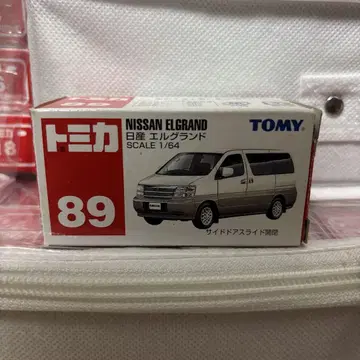 トミカ
89
NISSAN ELGRAND
日産 エルグランド
SCALE 1/64
TOMY
サイドドアスライド開閉